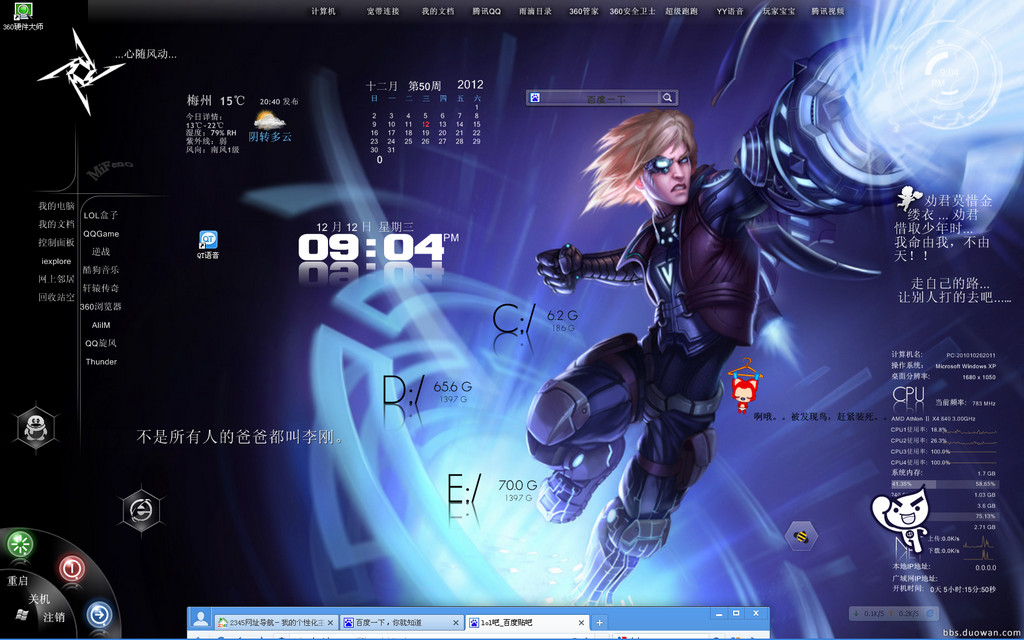 360硬件大师
计算机 宽带连接 我的文档 腾讯QQ 雨滴目录 360管家 360安全卫士 超级跑跑 YY语音 玩家宝宝 腾讯视频
...心随风动...
梅州 15℃ 20:40 发布
今日详情:
13℃~22℃
湿度: 79% RH
紫外线: 弱
风向: 南风1级
阴转多云
十二月 第50周 2012
日 一 二 三 四 五 六
1
2 3 4 5 6 7 8
9 10 11 12 13 14 15
16 17 18 19 20 21 22
23 24 25 26 27 28 29
30 31
0
百度一下
MiFeng
我的电脑
我的文档
控制面板
iexplore
网上邻居
回收站空
LOL盒子
QQGame
逆战
酷狗音乐
轩辕传奇
360浏览器
AliIM
QQ旋风
Thunder
QT
QT语音
12 月 12 日 星期三
09:04 PM
C:/ 6.2 G
18.6 G
D:/ 65.6 G
139.7 G
E:/ 70.0 G
139.7 G
不是所有人的爸爸都叫李刚。
劝君莫惜金
缕衣 ... 劝君
惜取少年时...
我命由我，不由
天！！
走自己的路...
让别人打的去吧......
啊哦。。被发现鸟，赶紧装死。.
计算机名: PC-201010262011
操作系统: Microsoft Windows XP
桌面分辨率: 1680 x 1050
CPU 当前频率: 783 MHz
AMD Athlon II X4 640 3.00GHz
CPU1使用率: 16.8%
CPU2使用率: 26.3%
CPU3使用率: 100.0%
CPU4使用率: 100.0%
系统内存: 1.7 GB
41.35% 58.65%
1.03 GB
3.6 GB
75.13%
2.71 GB
上传:0.0K/s
下载:0.0K/s
本地IP地址: 0.0.0.0
广域网IP地址:
开机时间: 0天 5小时:15分:50秒
重启
关机
注销
2345网址导航 - 我的个性化主
百度一下，你就知道
lol吧_百度贴吧
0.1K/S 0.2K/S
bbs.duowan.com